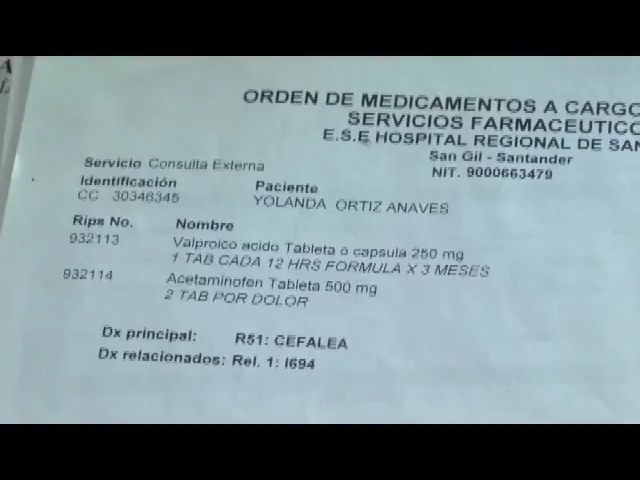 ORDEN DE MEDICAMENTOS A CARGO
SERVICIOS FARMACEUTICO
E.S.E HOSPITAL REGIONAL DE SAN
San Gil - Santander
NIT. 9000663479
Servicio Consulta Externa
Identificación Paciente
CC 30346345 YOLANDA ORTIZ ANAVES
Rips No. Nombre
932113 Valproico acido Tableta o capsula 250 mg
1 TAB CADA 12 HRS FORMULA X 3 MESES
932114 Acetaminofen Tableta 500 mg
2 TAB POR DOLOR
Dx principal: R51: CEFALEA
Dx relacionados: Rel. 1: I694